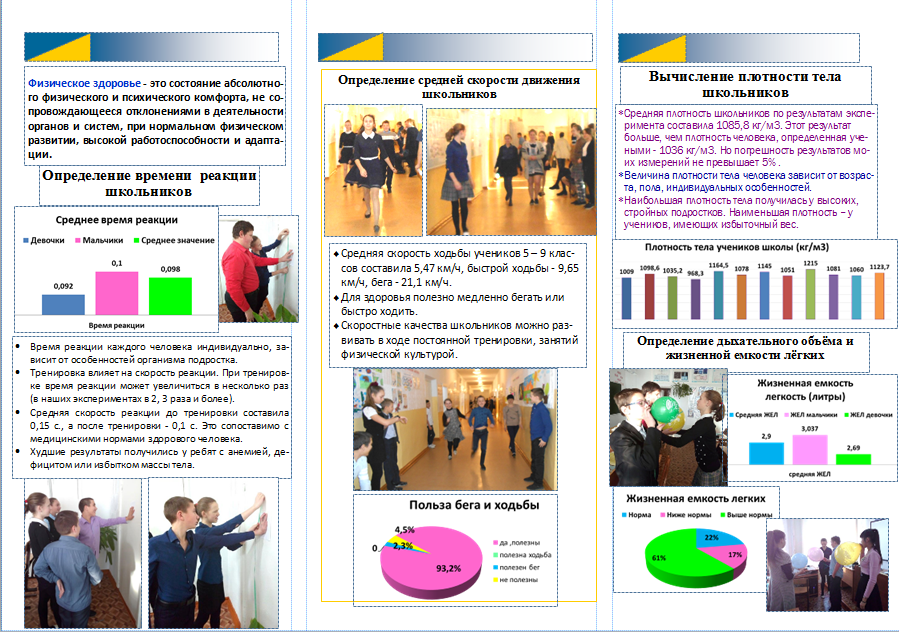 Физическое здоровье - это состояние абсолютно-
го физического и психического комфорта, не со-
провождающееся отклонениями в деятельности
органов и систем, при нормальном физическом
развитии, высокой работоспособности и адапта-
ции.
Определение времени реакции
школьников
Среднее время реакции
Девочки Мальчики Среднее значение
0,092
0,1
0,098
Время реакции
• Время реакции каждого человека индивидуально, за-
висит от особенностей организма подростка.
• Тренировка влияет на скорость реакции. При трениров-
ке время реакции может увеличиться в несколько раз
(в наших экспериментах в 2, 3 раза и более).
• Средняя скорость реакции до тренировки составила
0,15 с., а после тренировки - 0,1 с. Это сопоставимо с
медицинскими нормами здорового человека.
• Худшие результаты получились у ребят с анемией, де-
фицитом или избытком массы тела.
Определение средней скорости движения
школьников
♦ Средняя скорость ходьбы учеников 5 – 9 клас-
сов составила 5,47 км/ч, быстрой ходьбы - 9,65
км/ч, бега - 21,1 км/ч.
♦ Для здоровья полезно медленно бегать или
быстро ходить.
♦ Скоростные качества школьников можно раз-
вивать в ходе постоянной тренировки, занятий
физической культурой.
Польза бега и ходьбы
4,5%
0
2,3%
93,2%
да ,полезны
полезна ходьба
полезен бег
не полезны
Вычисление плотности тела
школьников
*Средняя плотность школьников по результатам экспе-
римента составила 1085,8 кг/м3. Этот результат
больше, чем плотность человека, определенная уче-
ными - 1036 кг/м3. Но погрешность результатов мо-
их измерений не превышает 5% .
*Величина плотности тела человека зависит от возрас-
та, пола, индивидуальных особенностей.
*Наибольшая плотность тела получилась у высоких,
стройных подростков. Наименьшая плотность – у
учеников, имеющих избыточный вес.
Плотность тела учеников школы (кг/м3)
1009 1098,6 1035,2 968,3 1164,5 1078 1145 1051 1215 1081 1060 1123,7
Определение дыхательного объёма и
жизненной емкости лёгких
Жизненная емкость
легкость (литры)
Средняя ЖЕЛ ЖЕЛ мальчики ЖЕЛ девочки
2,9
3,037
2,69
средняя ЖЕЛ
Жизненная емкость легких
Норма Ниже нормы Выше нормы
22%
17%
61%